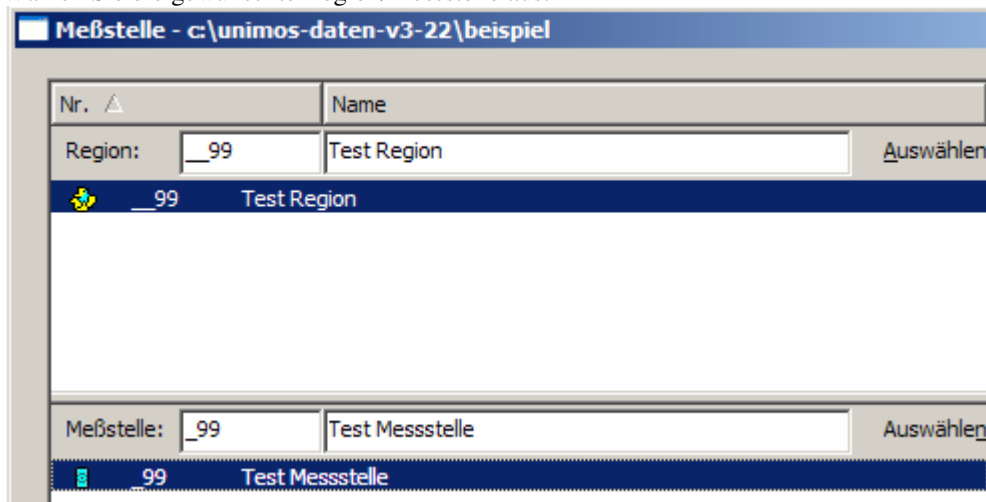 Meßstelle - c:\unimos-daten-v3-22\beispiel
Nr. Name
Region: __99 Test Region Auswählen
__99 Test Region
Meßstelle: _99 Test Messstelle Auswählen
_99 Test Messstelle